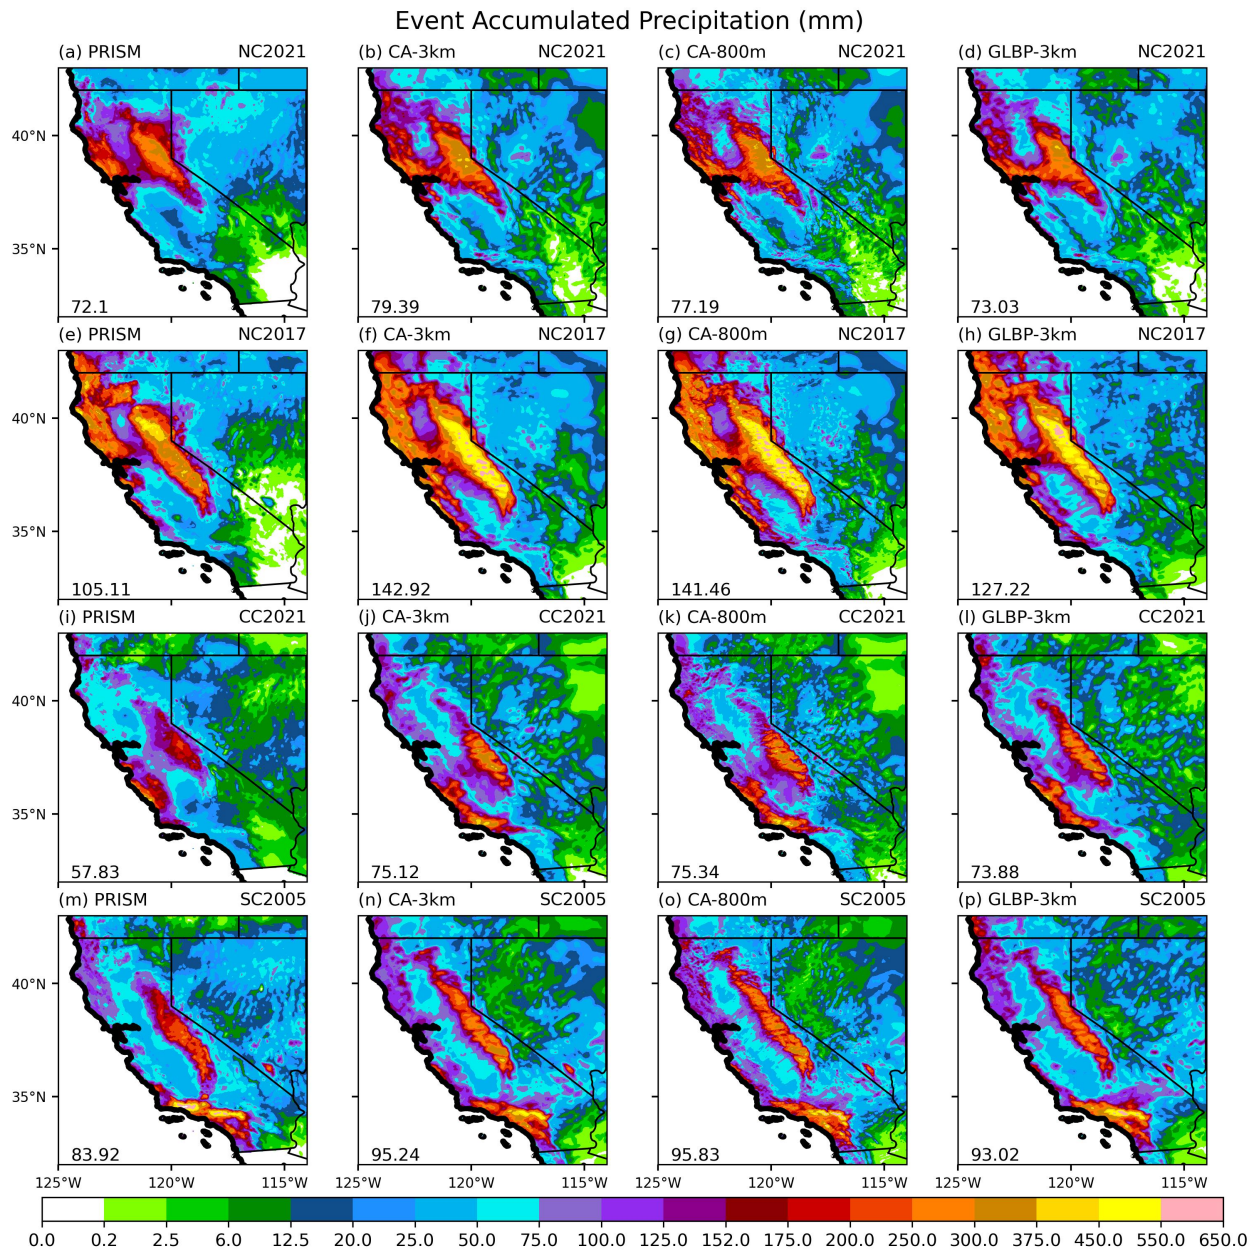 Event Accumulated Precipitation (mm)
(a) PRISM NC2021 (b) CA-3km NC2021 (c) CA-800m NC2021 (d) GLBP-3km NC2021
40°N
35°N
72.1 79.39 77.19 73.03
(e) PRISM NC2017 (f) CA-3km NC2017 (g) CA-800m NC2017 (h) GLBP-3km NC2017
40°N
35°N
105.11 142.92 141.46 127.22
(i) PRISM CC2021 (j) CA-3km CC2021 (k) CA-800m CC2021 (l) GLBP-3km CC2021
40°N
35°N
57.83 75.12 75.34 73.88
(m) PRISM SC2005 (n) CA-3km SC2005 (o) CA-800m SC2005 (p) GLBP-3km SC2005
40°N
35°N
83.92 95.24 95.83 93.02
125°W 120°W 115°W 120°W 115°W 120°W 115°W 120°W 115°W
0.0 0.2 2.5 6.0 12.5 20.0 25.0 50.0 75.0 100.0 125.0 152.0 175.0 200.0 250.0 300.0 375.0 450.0 550.0 650.0